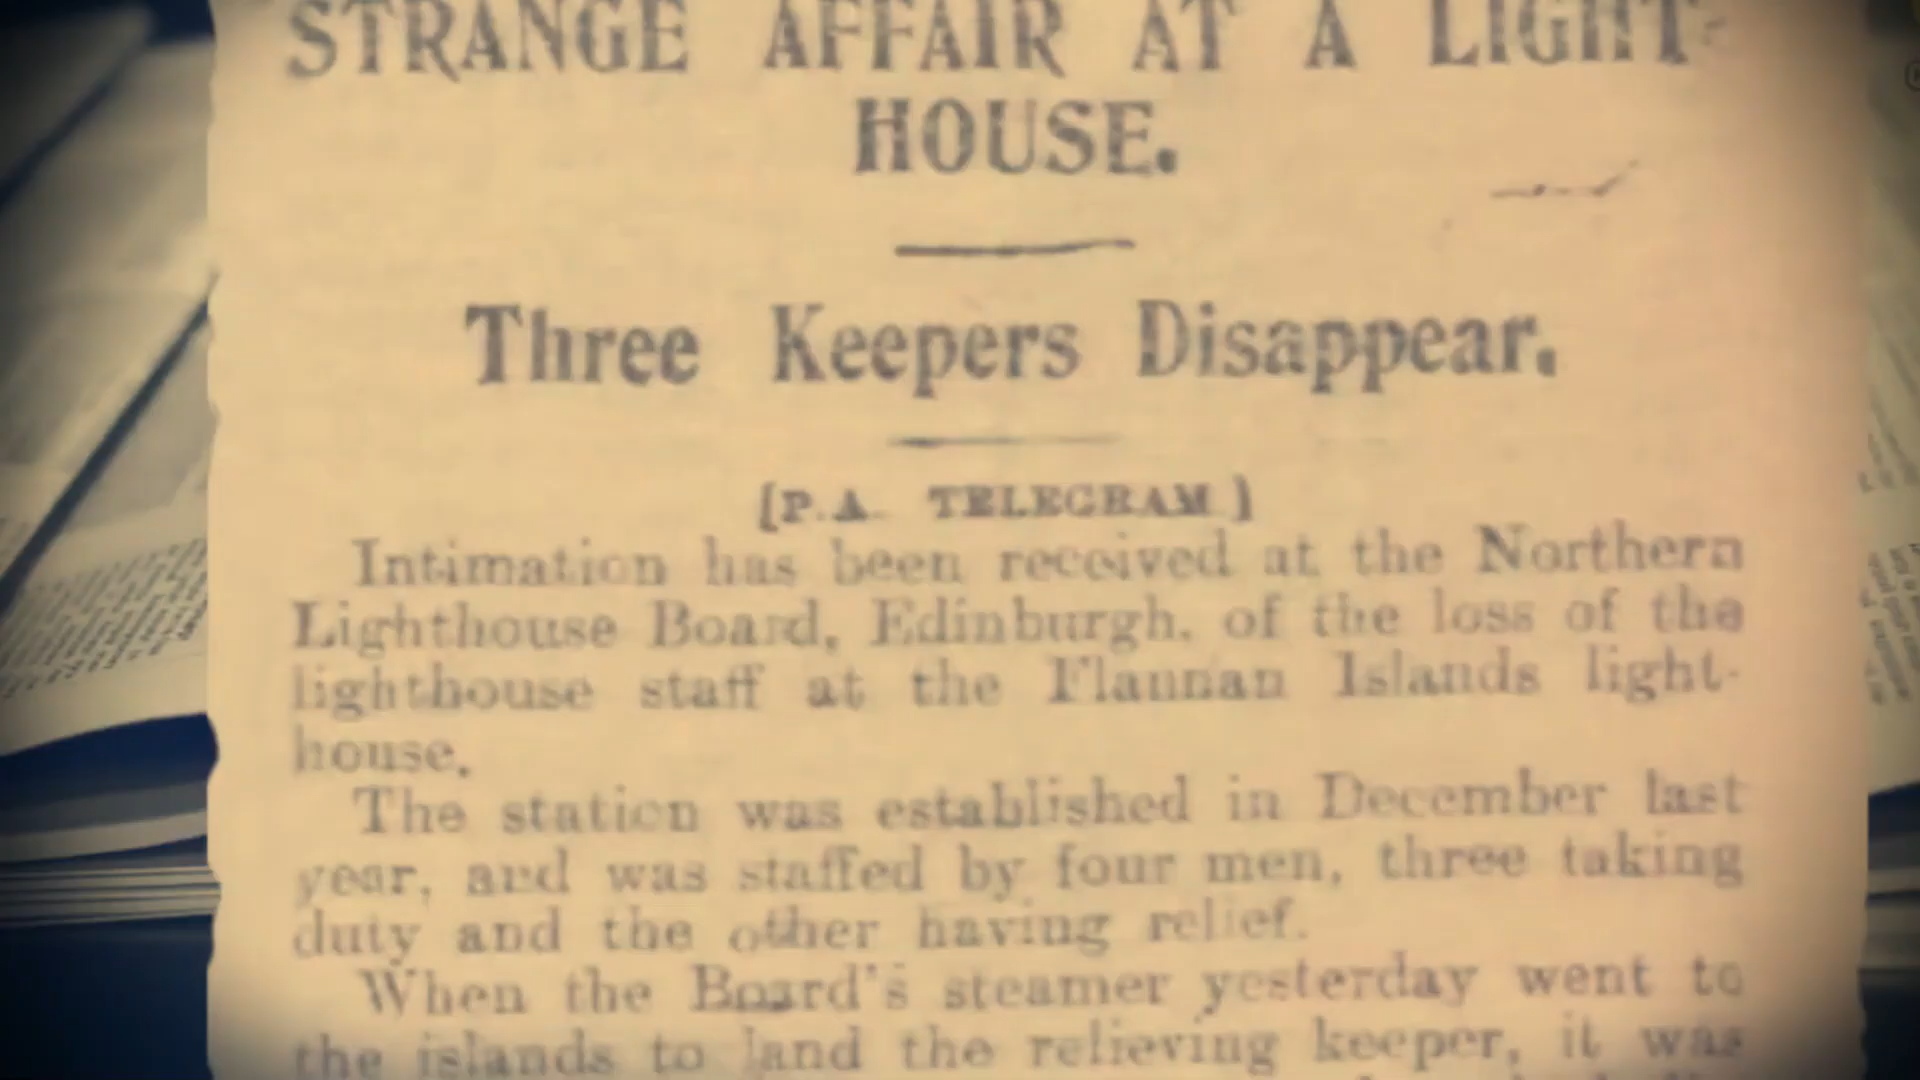 STRANGE AFFAIR AT A LIGHT-
HOUSE.
Three Keepers Disappear.
[P.A. TELEGRAM]
Intimation has been received at the Northern
Lighthouse Board, Edinburgh, of the loss of the
lighthouse staff at the Flannan Islands light-
house.
The station was established in December last
year, and was staffed by four men, three taking
duty and the other having relief.
When the Board's steamer yesterday went to
the islands to land the relieving keeper, it was